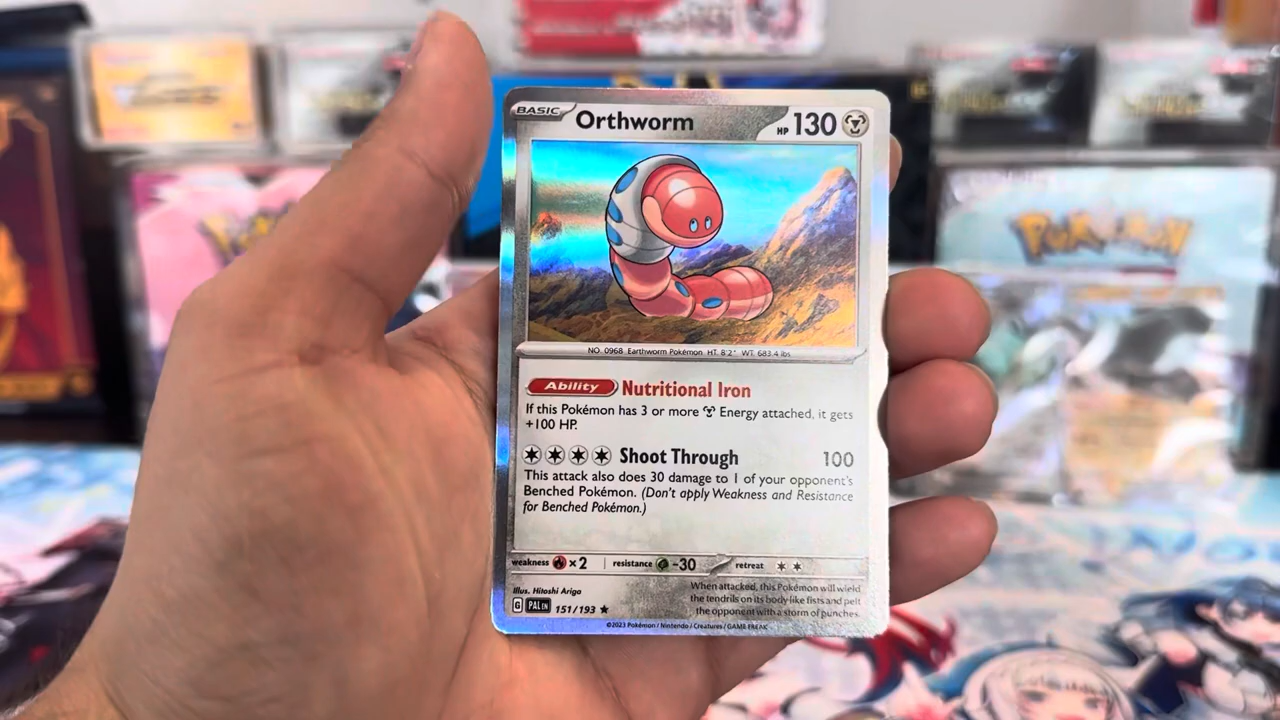 BASIC Orthworm HP 130
NO. 0968 Earthworm Pokémon HT. 8'2" WT. 683.4 lbs
Ability Nutritional Iron
If this Pokémon has 3 or more Energy attached, it gets
+100 HP.
Shoot Through 100
This attack also does 30 damage to 1 of your opponent's
Benched Pokémon. (Don't apply Weakness and Resistance
for Benched Pokémon.)
weakness ×2 resistance -30 retreat
Illus. Hitoshi Ariga
When attacked, this Pokémon will wield
the tendrils on its body like fists and pelt
the opponent with a storm of punches.
G PAL EN 151/193 ★
©2023 Pokémon / Nintendo / Creatures / GAME FREAK
POKÉMON